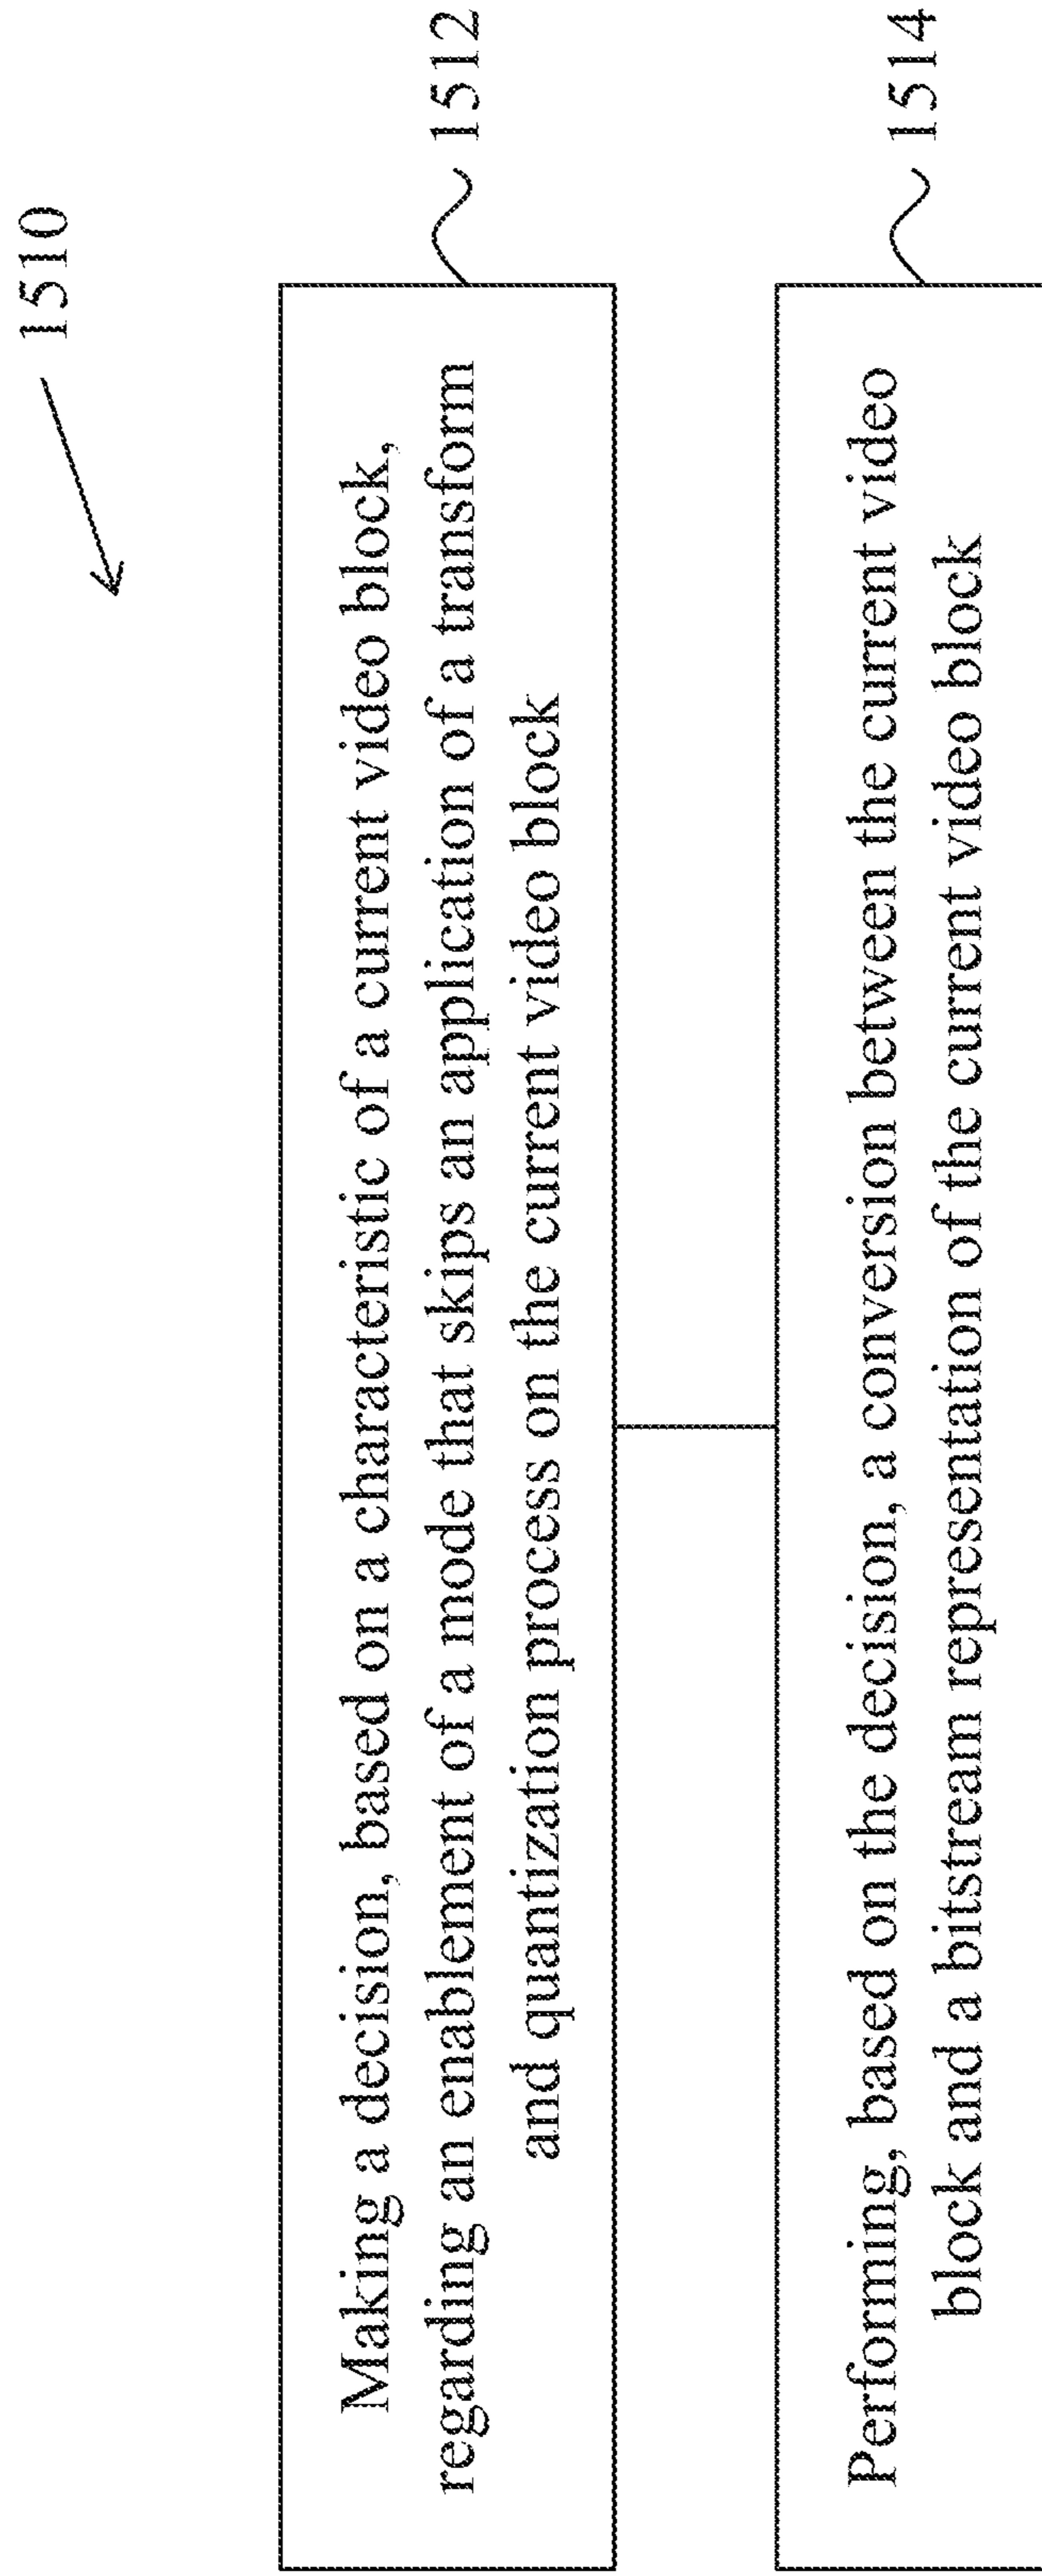 1510
Making a decision, based on a characteristic of a current video block,
regarding an enablement of a mode that skips an application of a transform
and quantization process on the current video block
1512
Performing, based on the decision, a conversion between the current video
block and a bitstream representation of the current video block
1514